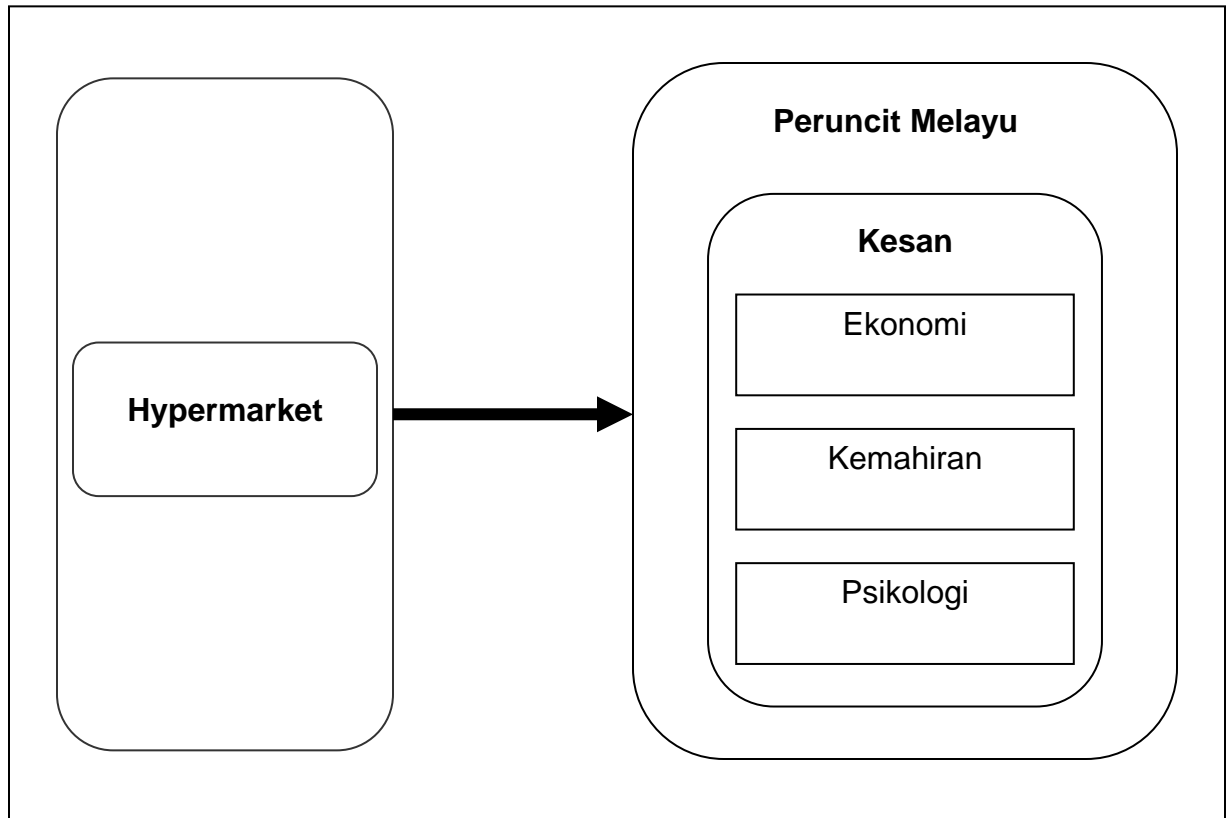 Hypermarket
Peruncit Melayu
Kesan
Ekonomi
Kemahiran
Psikologi